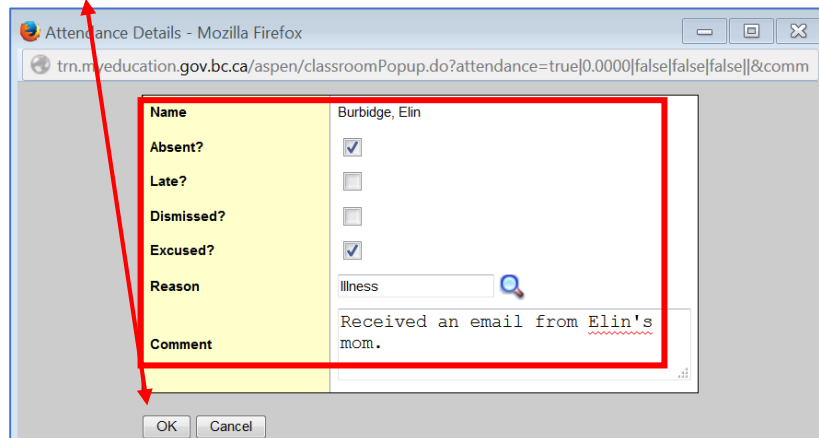 Attendance Details - Mozilla Firefox
trn.myeducation.gov.bc.ca/aspen/classroomPopup.do?attendance=true|0.0000|false|false|false||&comm
Name Burbidge, Elin
Absent?
Late?
Dismissed?
Excused?
Reason Illness
Received an email from Elin's
Comment mom.
OK Cancel